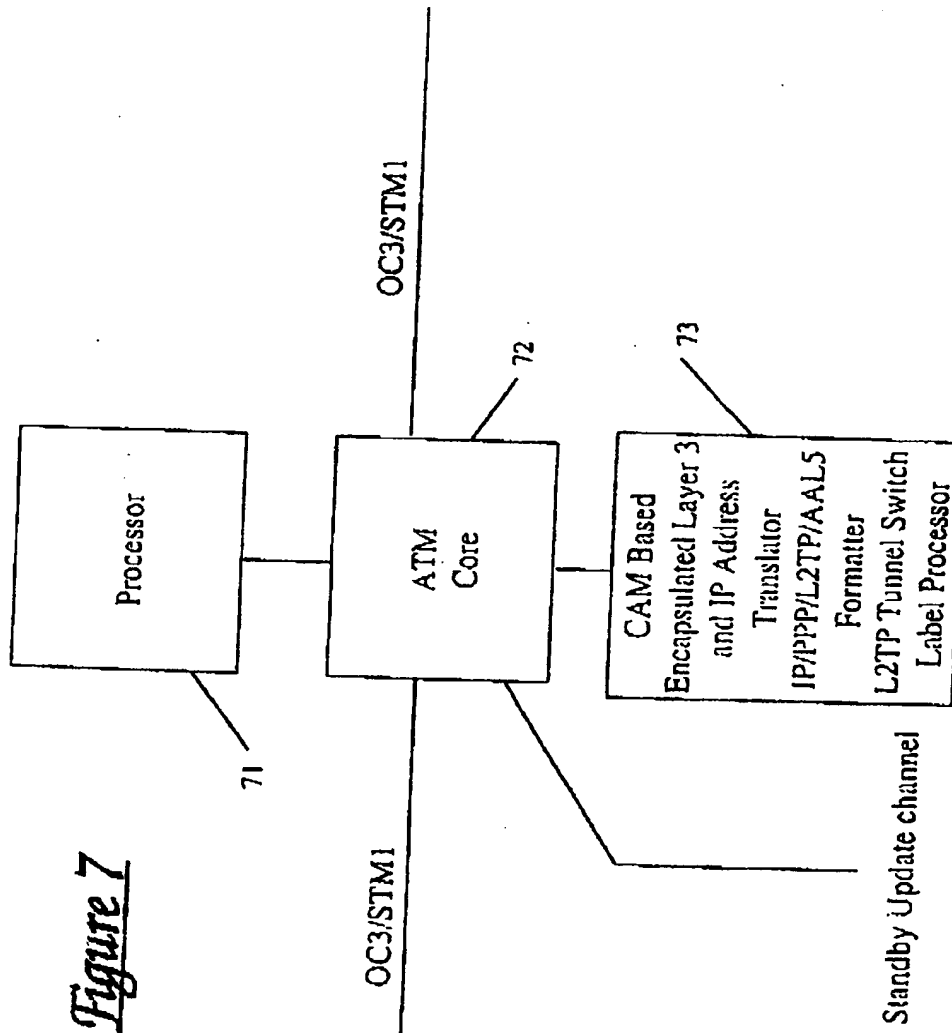 Figure 7
Processor
71
OC3/STM1
OC3/STM1
ATM
Core
72
73
CAM Based
Encapsulated Layer 3
and IP Address
Translator
IP/PPP/L2TP/AAL5
Formatter
L2TP Tunnel Switch
Label Processor
Standby Update channel